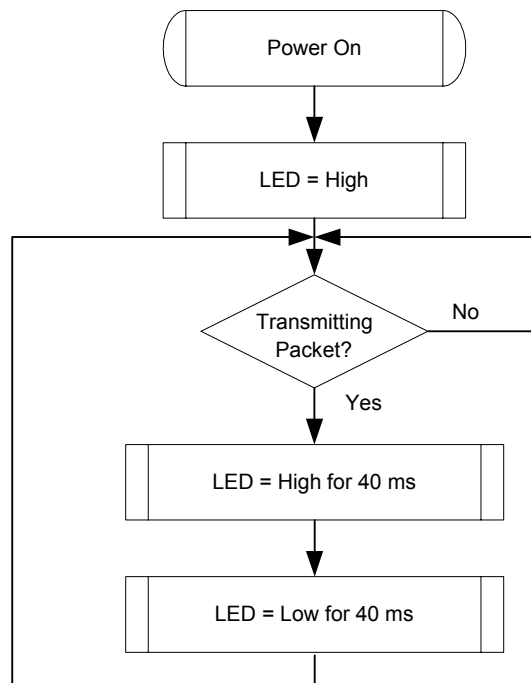 Power On
LED = High
Transmitting
Packet?
No
Yes
LED = High for 40 ms
LED = Low for 40 ms